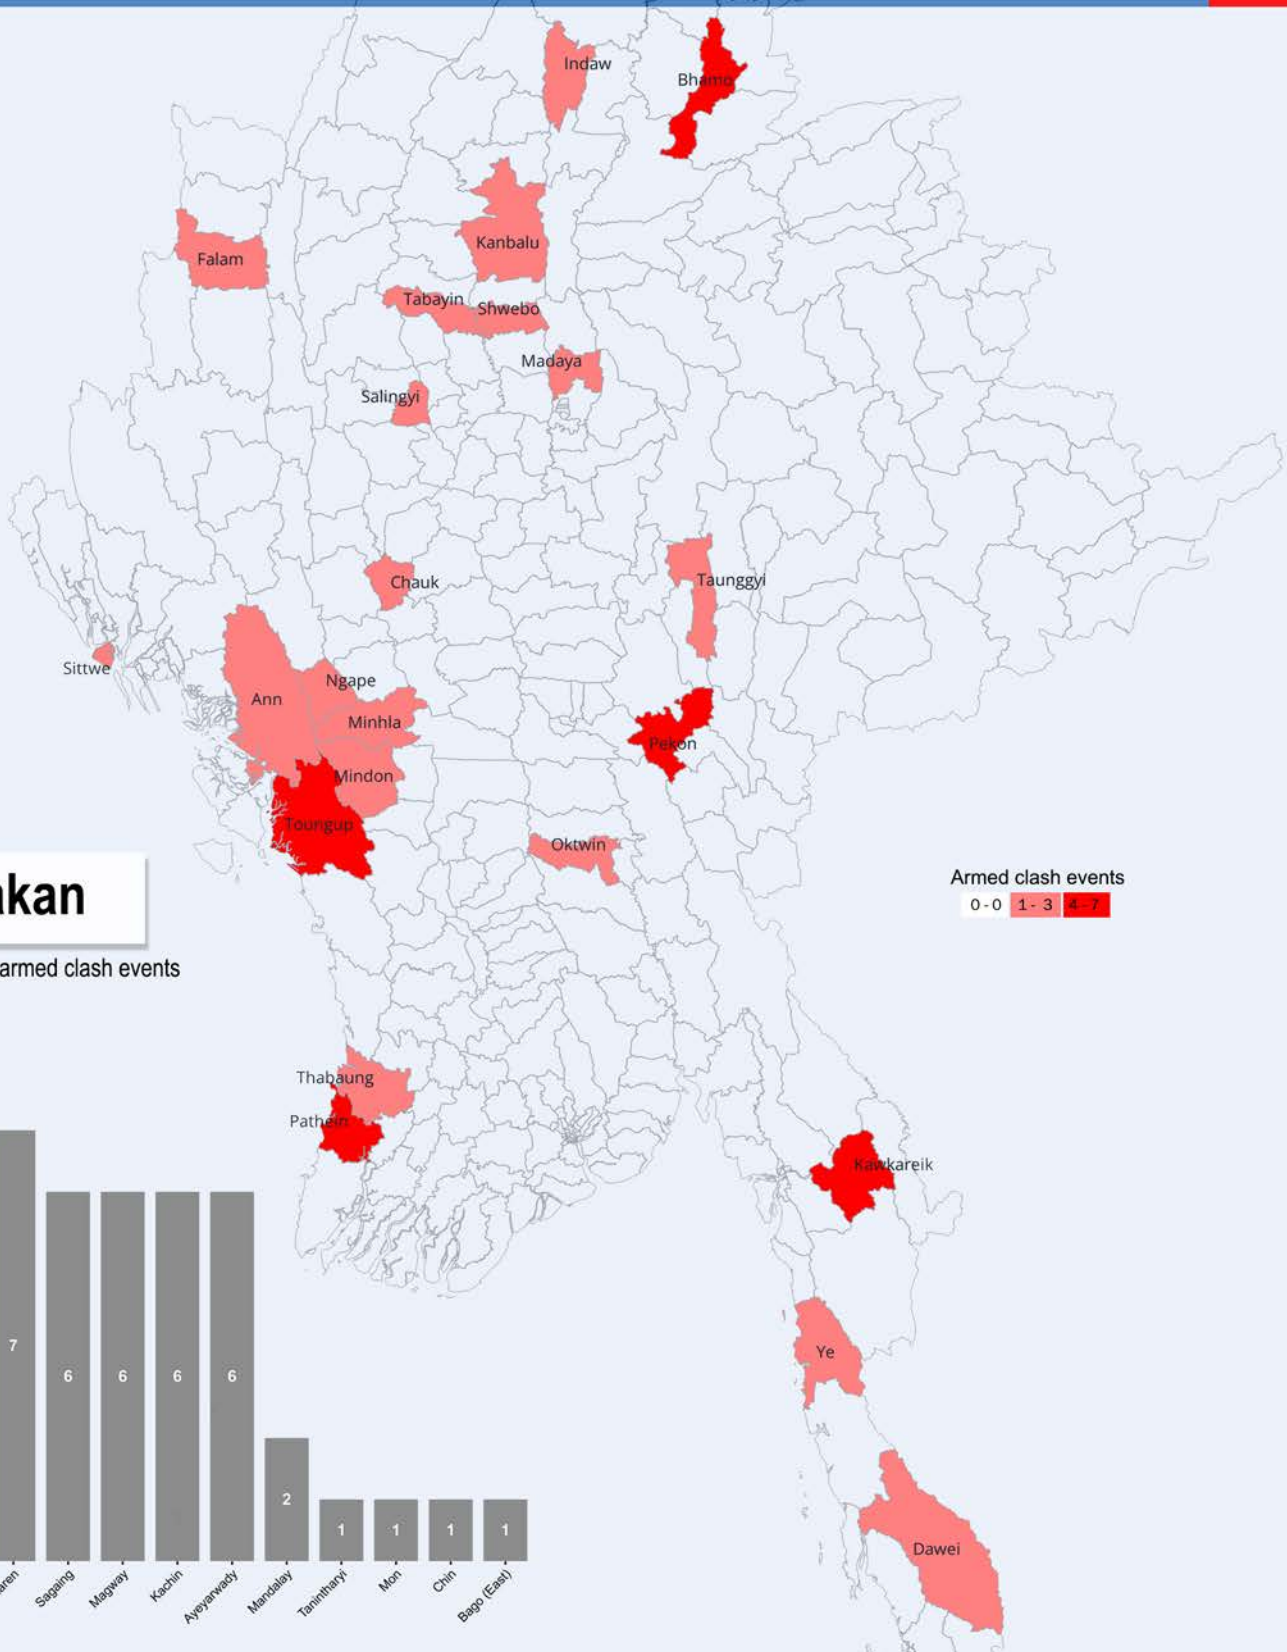 Indaw
Bhamo
Kanbalu
Falam
Tabayin
Shwebo
Madaya
Salingyi
Chauk
Taunggyi
Sittwe
Ann
Ngape
Minhla
Pekon
Mindon
Toungup
Oktwin
akan
armed clash events
Armed clash events
0 - 0 1 - 3 4 - 7
Thabaung
Pathein
Kawkareik
Ye
Dawei
7
6
6
6
6
2
1
1
1
1
aren
Sagaing
Magway
Kachin
Ayeyarwady
Mandalay
Tanintharyi
Mon
Chin
Bago (East)